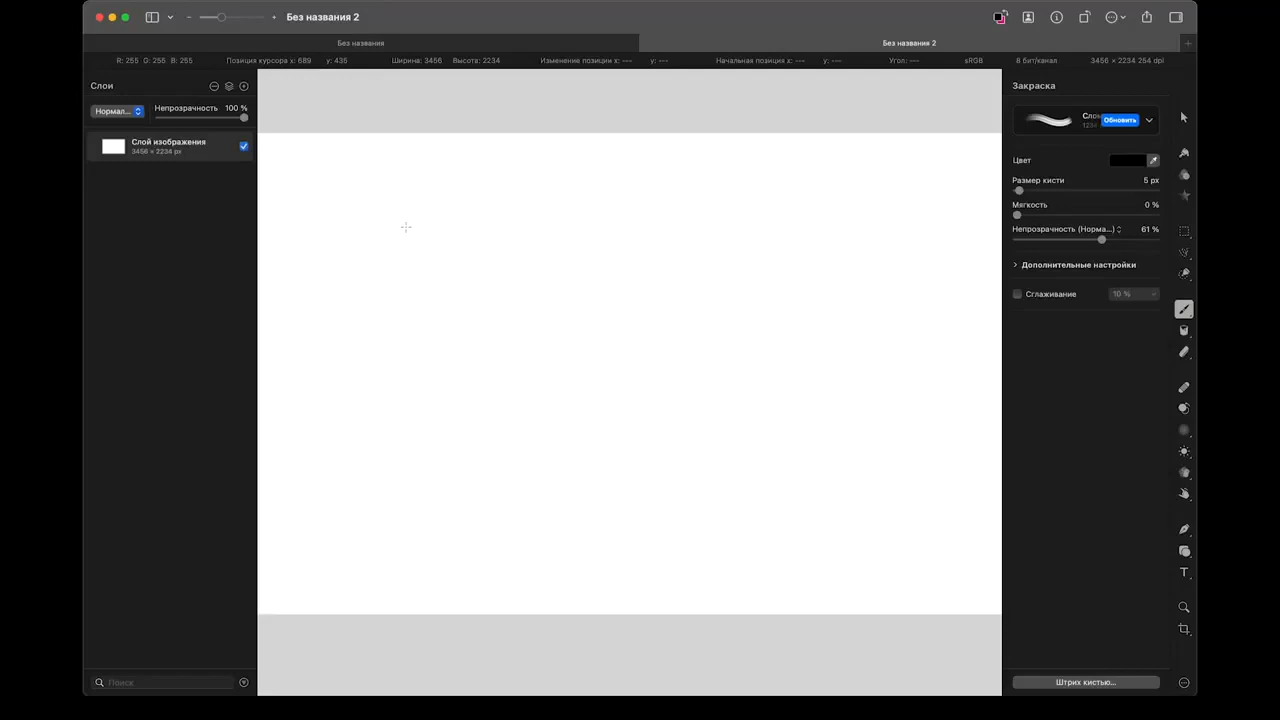 Без названия 2
Без названия
Без названия 2
R: 255 G: 255 B: 255 Позиция курсора x: 689 y: 435 Ширина: 3456 Высота: 2234 Изменение позиции x: --- y: --- Начальная позиция x: --- y: --- Угол: --- sRGB 8 бит/канал 3456 × 2234 254 dpi
Слои
Нормал...
Непрозрачность 100 %
Слой изображения
3456 × 2234 px
Поиск
Закраска
Обновить
Цвет
Размер кисти 5 px
Мягкость 0 %
Непрозрачность (Норма...) 61 %
Дополнительные настройки
Сглаживание 10 %
Штрих кистью...